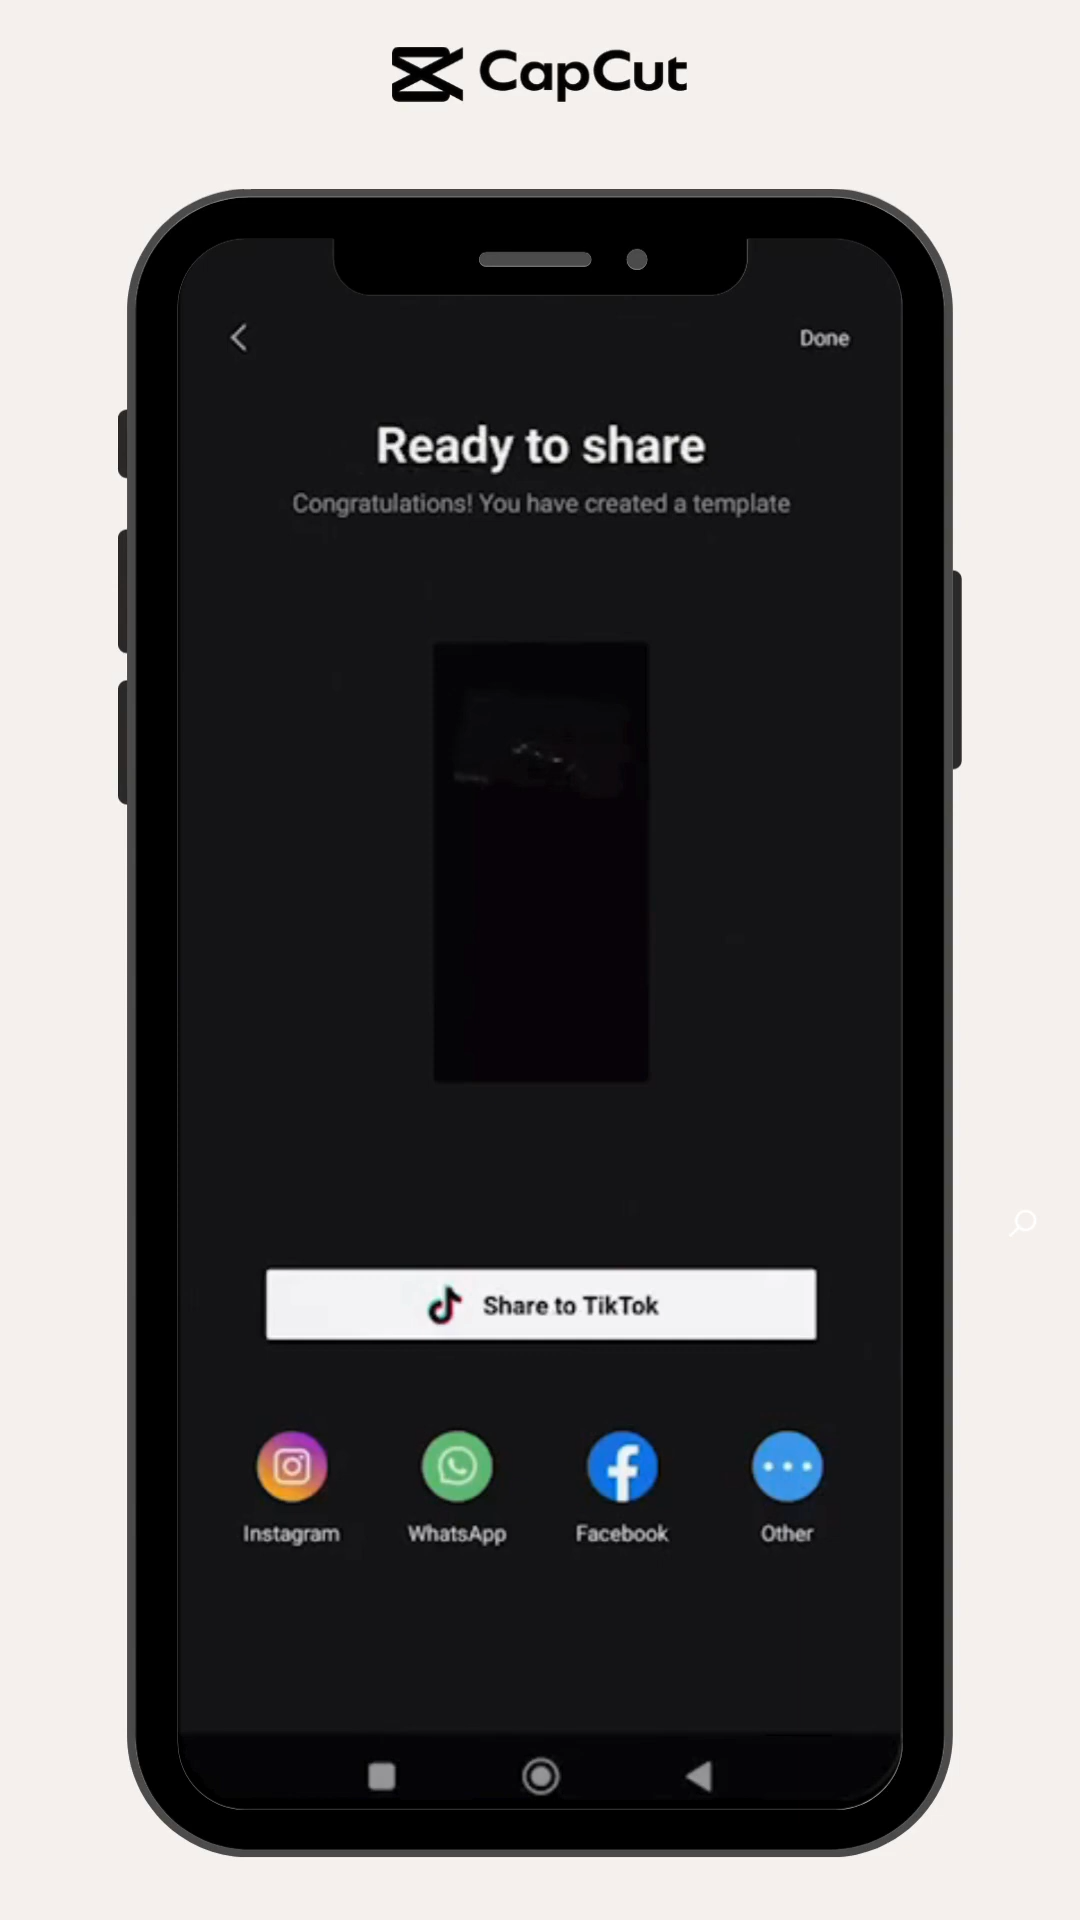 CapCut
Done
Ready to share
Congratulations! You have created a template
Share to TikTok
Instagram
WhatsApp
Facebook
Other